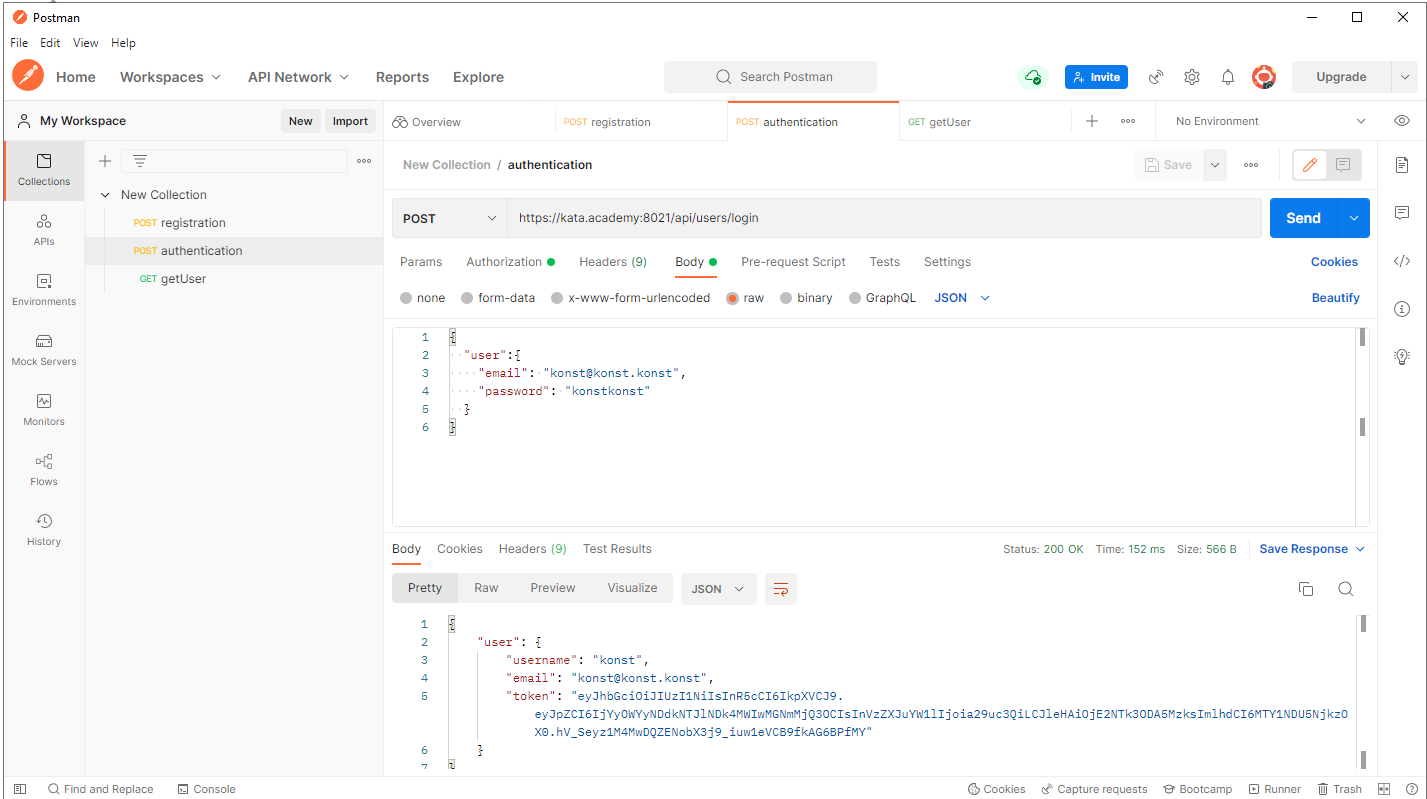 Postman
File Edit View Help
Home Workspaces API Network Reports Explore Search Postman Invite Upgrade
My Workspace New Import Overview POST registration POST authentication GET getUser No Environment
Collections
APIs
Environments
Mock Servers
Monitors
Flows
History
New Collection
POST registration
POST authentication
GET getUser
New Collection / authentication Save
POST https://kata.academy:8021/api/users/login Send
Params Authorization Headers (9) Body Pre-request Script Tests Settings Cookies
none form-data x-www-form-urlencoded raw binary GraphQL JSON Beautify
1 {
2 "user":{
3 "email": "konst@konst.konst",
4 "password": "konstkonst"
5 }
6 }
Body Cookies Headers (9) Test Results Status: 200 OK Time: 152 ms Size: 566 B Save Response
Pretty Raw Preview Visualize JSON
1 {
2 "user": {
3 "username": "konst",
4 "email": "konst@konst.konst",
5 "token": "eyJhbGciOiJIUzI1NiIsInR5cCI6IkpXVCJ9.
eyJpZCI6IjYyOWYyNDdkNTJlNDk4MWIwMGNmMjQ3OCIsInVzZXJuYW1lIjoia29uc3QiLCJleHAiOjE2NTk3ODA5MzksImlhdCI6MTY1NDU5NjkzO
X0.hV_Seyz1M4MwDQZENobX3j9_iuw1eVCB9fkAG6BPfMY"
6 }
7 }
Find and Replace Console Cookies Capture requests Bootcamp Runner Trash